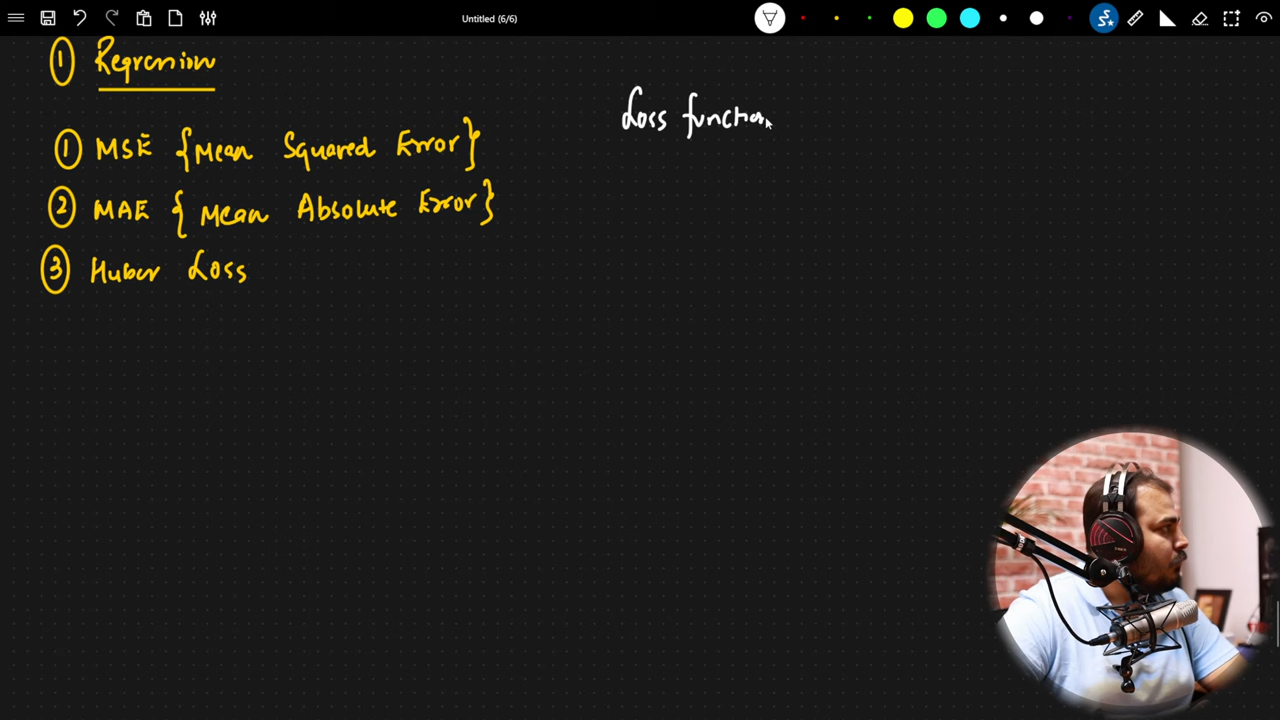 Untitled (6/6)
① Regression
Loss function
① MSE {Mean Squared Error}
② MAE {Mean Absolute Error}
③ Huber Loss